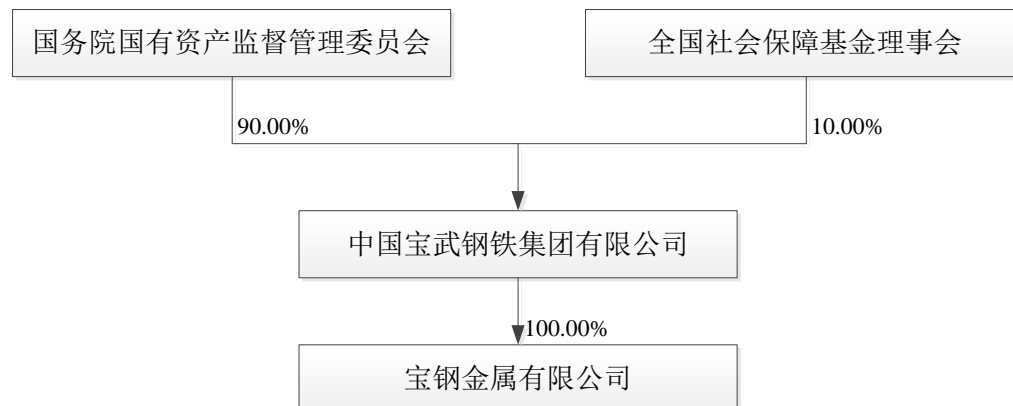 国务院国有资产监督管理委员会
全国社会保障基金理事会
90.00%
10.00%
中国宝武钢铁集团有限公司
100.00%
宝钢金属有限公司